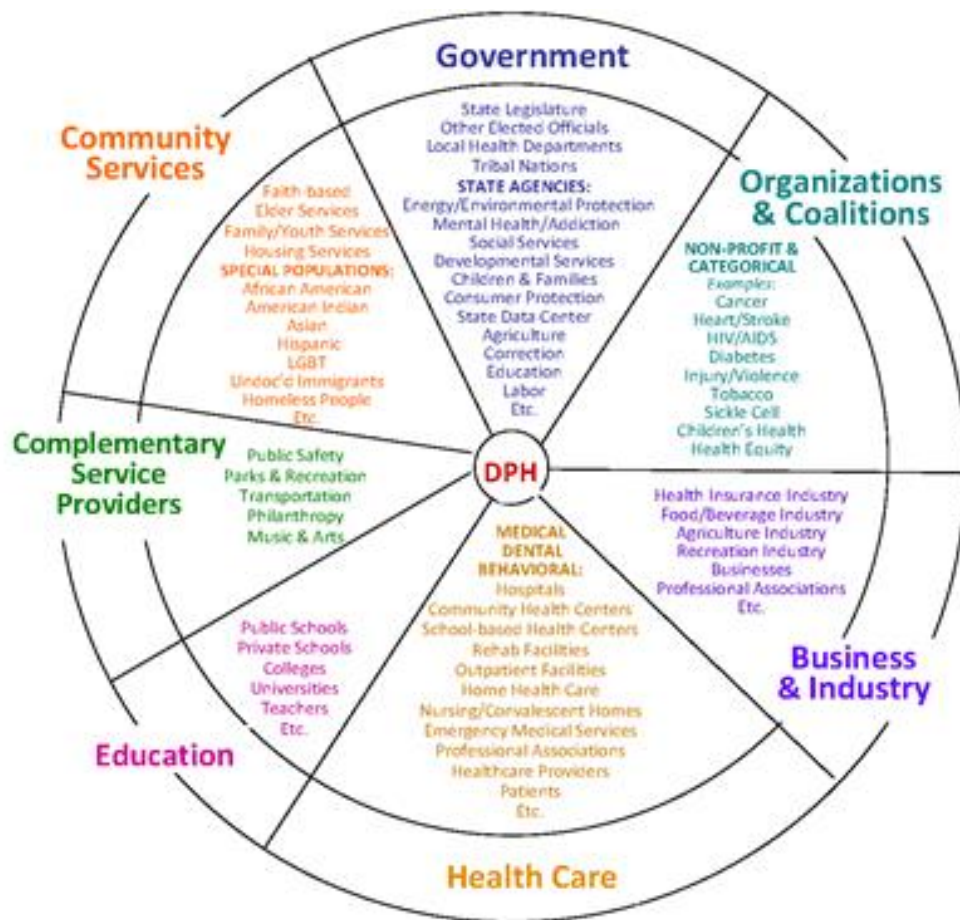 Government
State Legislature
Other Elected Officials
Local Health Departments
Tribal Nations
STATE AGENCIES:
Energy/Environmental Protection
Mental Health/Addiction
Social Services
Developmental Services
Children & Families
Consumer Protection
State Data Center
Agriculture
Correction
Education
Labor
Etc.
Organizations
& Coalitions
NON-PROFIT &
CATEGORICAL
Examples:
Cancer
Heart/Stroke
HIV/AIDS
Diabetes
Injury/Violence
Tobacco
Sickle Cell
Children's Health
Health Equity
Health Insurance Industry
Food/Beverage Industry
Agriculture Industry
Recreation Industry
Businesses
Professional Associations
Etc.
Business
& Industry
MEDICAL
DENTAL
BEHAVIORAL:
Hospitals
Community Health Centers
School-based Health Centers
Rehab Facilities
Outpatient Facilities
Home Health Care
Nursing/Convalescent Homes
Emergency Medical Services
Professional Associations
Healthcare Providers
Patients
Etc.
Health Care
Public Schools
Private Schools
Colleges
Universities
Teachers
Etc.
Education
Complementary
Service
Providers
Public Safety
Parks & Recreation
Transportation
Philanthropy
Music & Arts
Community
Services
Faith-based
Elder Services
Family/Youth Services
Housing Services
SPECIAL POPULATIONS:
African American
American Indian
Asian
Hispanic
LGBT
Undoc'd Immigrants
Homeless People
Etc.
DPH